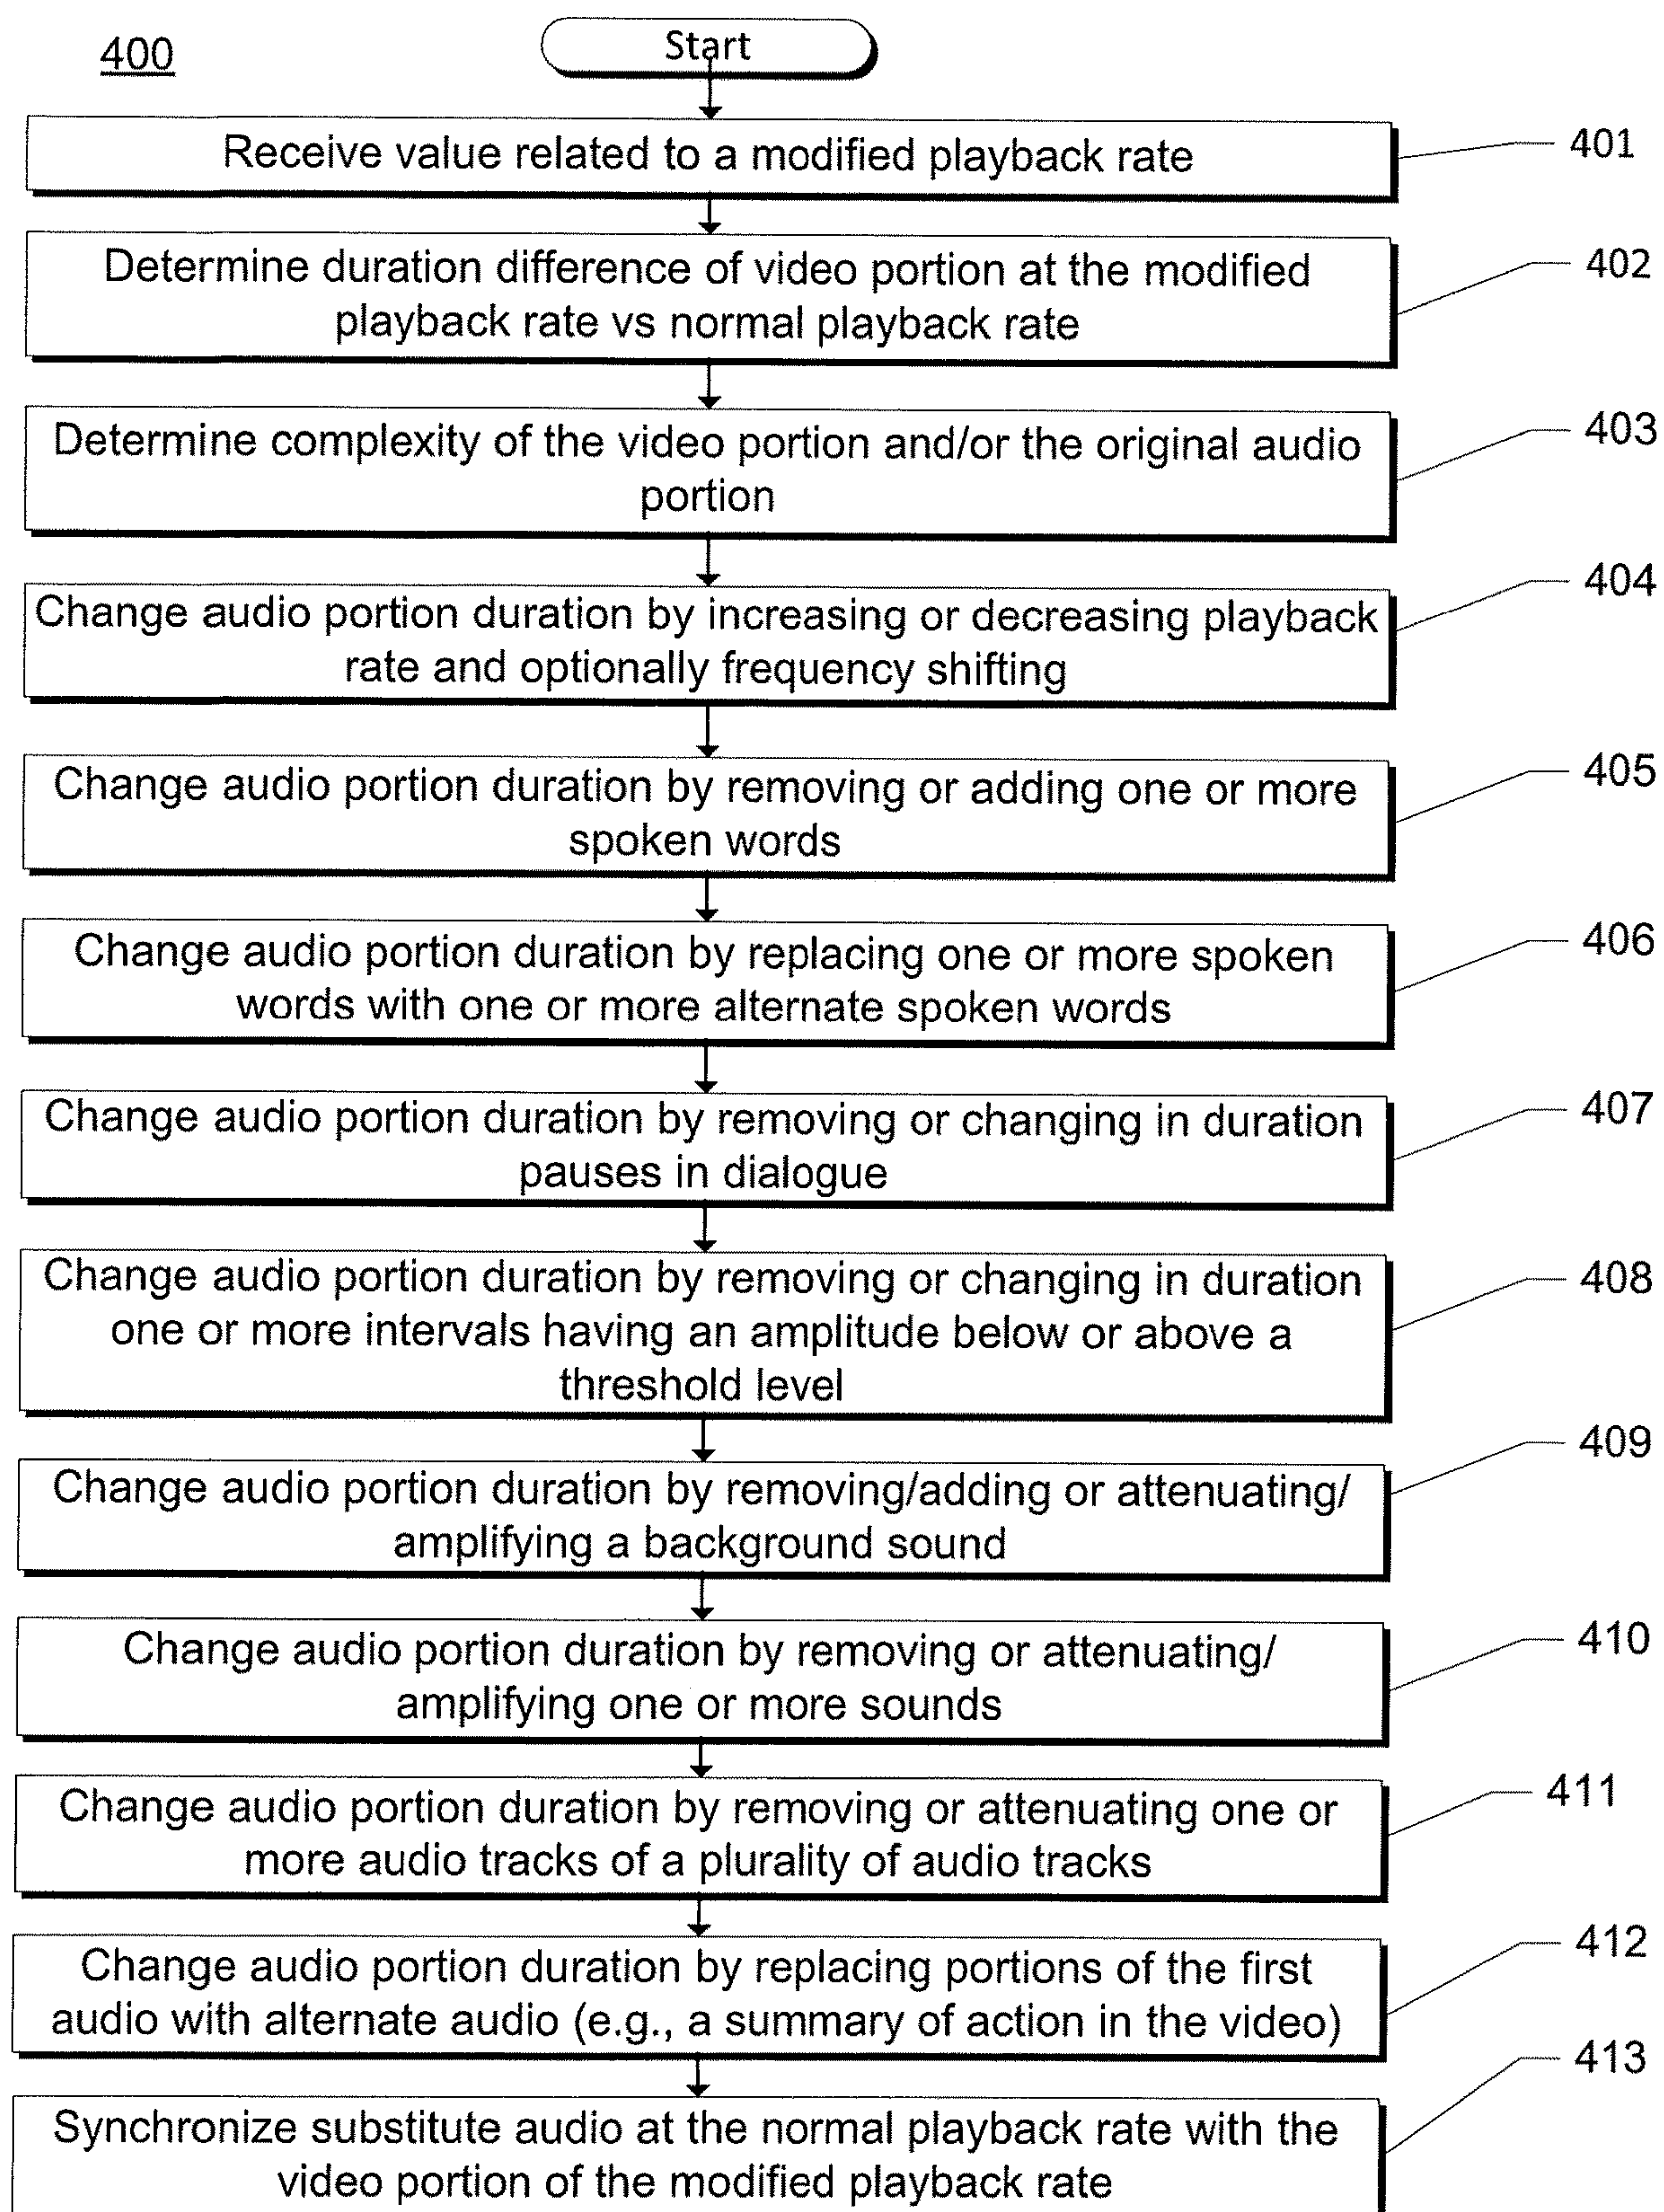 400
Start
Receive value related to a modified playback rate
401
Determine duration difference of video portion at the modified
playback rate vs normal playback rate
402
Determine complexity of the video portion and/or the original audio
portion
403
Change audio portion duration by increasing or decreasing playback
rate and optionally frequency shifting
404
Change audio portion duration by removing or adding one or more
spoken words
405
Change audio portion duration by replacing one or more spoken
words with one or more alternate spoken words
406
Change audio portion duration by removing or changing in duration
pauses in dialogue
407
Change audio portion duration by removing or changing in duration
one or more intervals having an amplitude below or above a
threshold level
408
Change audio portion duration by removing/adding or attenuating/
amplifying a background sound
409
Change audio portion duration by removing or attenuating/
amplifying one or more sounds
410
Change audio portion duration by removing or attenuating one or
more audio tracks of a plurality of audio tracks
411
Change audio portion duration by replacing portions of the first
audio with alternate audio (e.g., a summary of action in the video)
412
Synchronize substitute audio at the normal playback rate with the
video portion of the modified playback rate
413